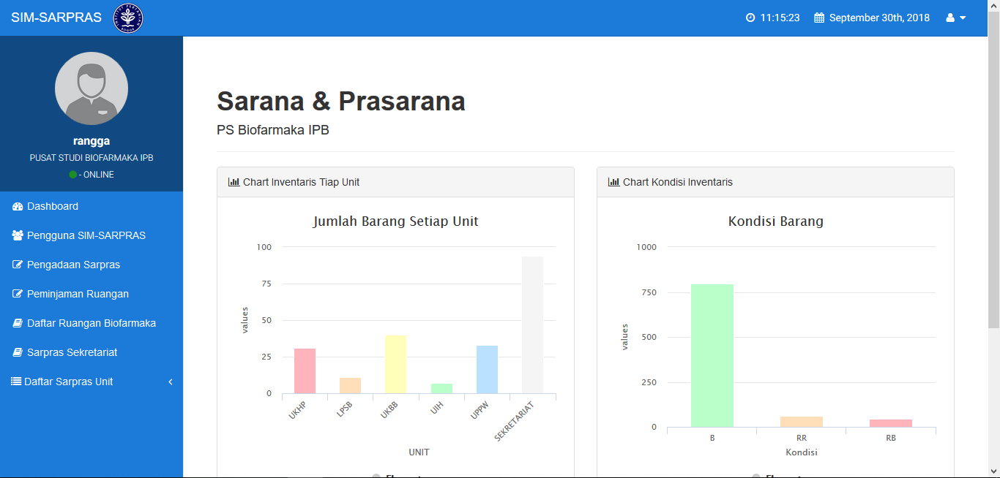 SIM-SARPRAS
11:15:23
September 30th, 2018
rangga
PUSAT STUDI BIOFARMAKA IPB
- ONLINE
Dashboard
Pengguna SIM-SARPRAS
Pengadaan Sarpras
Peminjaman Ruangan
Daftar Ruangan Biofarmaka
Sarpras Sekretariat
Daftar Sarpras Unit
Sarana & Prasarana
PS Biofarmaka IPB
Chart Inventaris Tiap Unit
Jumlah Barang Setiap Unit
100
75
50
25
0
values
UKHP
LPSB
UKBB
UIH
UPPW
SEKRETARIAT
UNIT
Chart Kondisi Inventaris
Kondisi Barang
1000
750
500
250
0
values
B
RR
RB
Kondisi